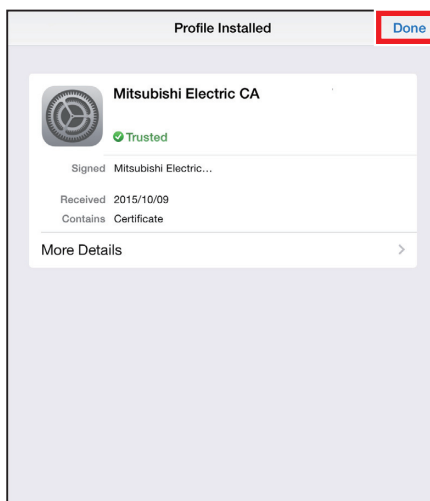 Profile Installed Done
Mitsubishi Electric CA
Trusted
Signed Mitsubishi Electric...
Received 2015/10/09
Contains Certificate
More Details